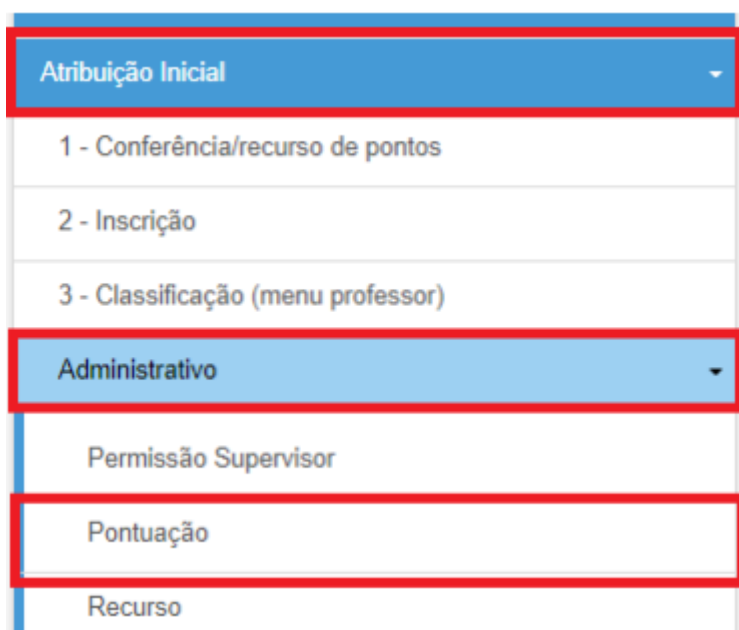 Atribuição Inicial
1 - Conferência/recurso de pontos
2 - Inscrição
3 - Classificação (menu professor)
Administrativo
Permissão Supervisor
Pontuação
Recurso